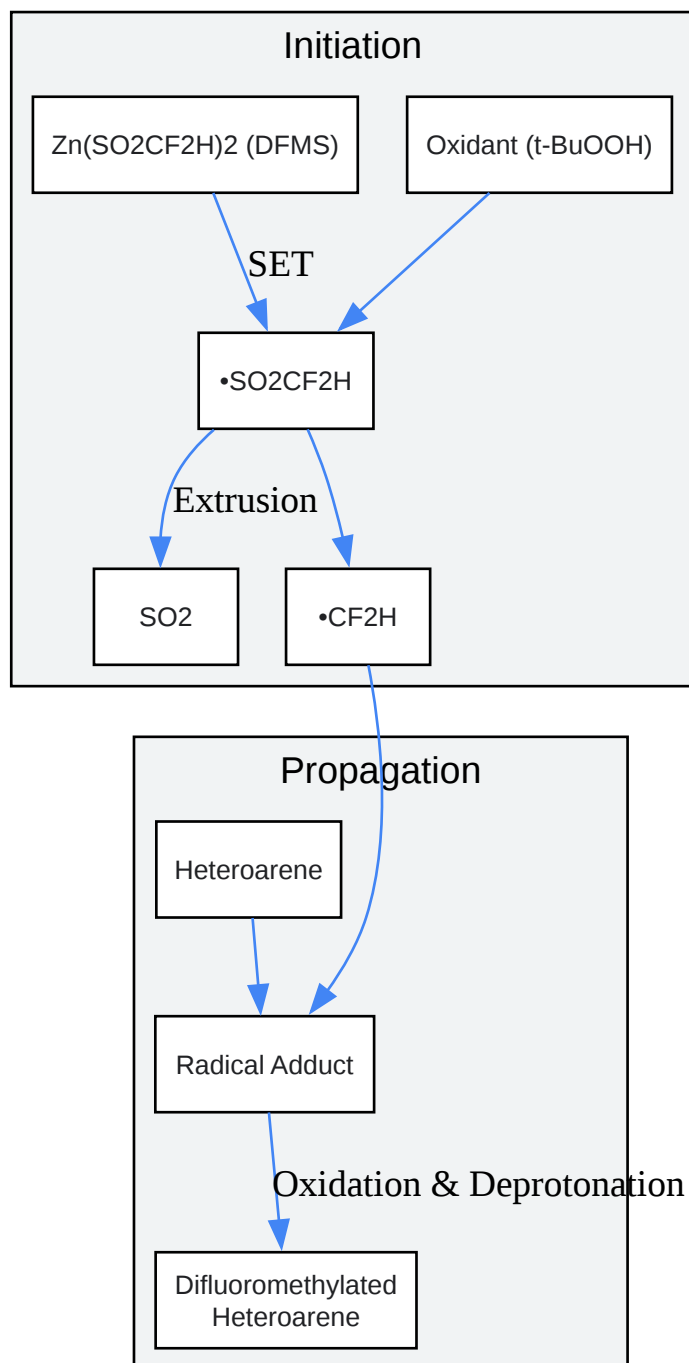 Initiation
Zn(SO2CF2H)2 (DFMS)
Oxidant (t-BuOOH)
SET
•SO2CF2H
Extrusion
SO2
•CF2H
Propagation
Heteroarene
Radical Adduct
Oxidation & Deprotonation
Difluoromethylated
Heteroarene